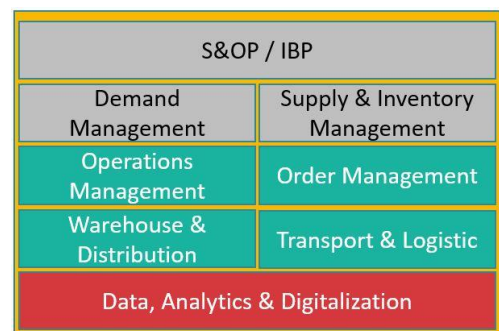 S&OP / IBP
Demand
Management
Supply & Inventory
Management
Operations
Management
Order Management
Warehouse &
Distribution
Transport & Logistic
Data, Analytics & Digitalization